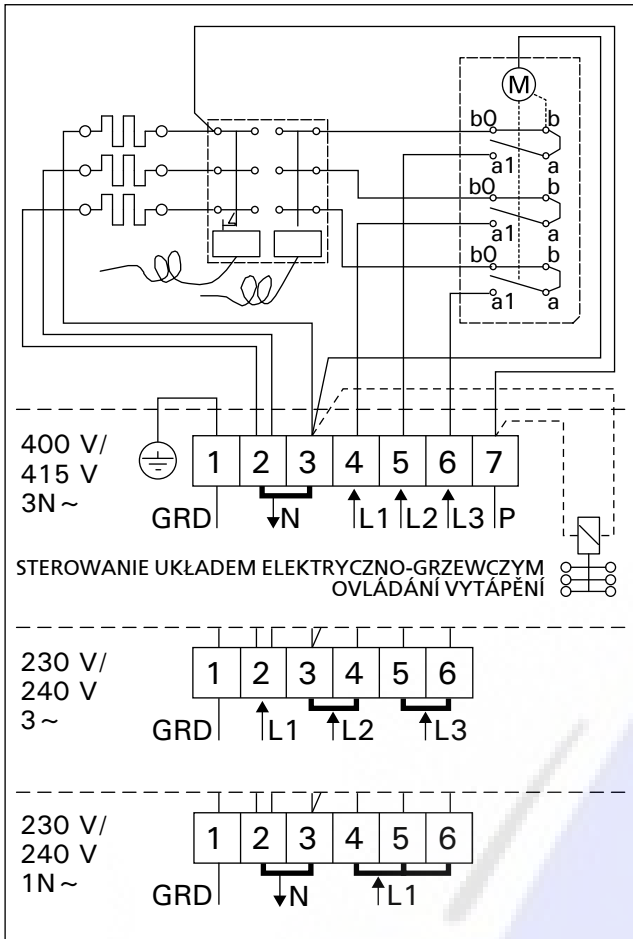 M
b0 b
a1 a
b0 b
a1 a
b0 b
a1 a
400 V/
415 V
3N~
1 2 3 4 5 6 7
GRD N L1 L2 L3 P
STEROWANIE UKŁADEM ELEKTRYCZNO-GRZEWCZYM
OVLÁDÁNÍ VYTÁPĚNÍ
230 V/
240 V
3~
1 2 3 4 5 6
GRD L1 L2 L3
230 V/
240 V
1N~
1 2 3 4 5 6
GRD N L1